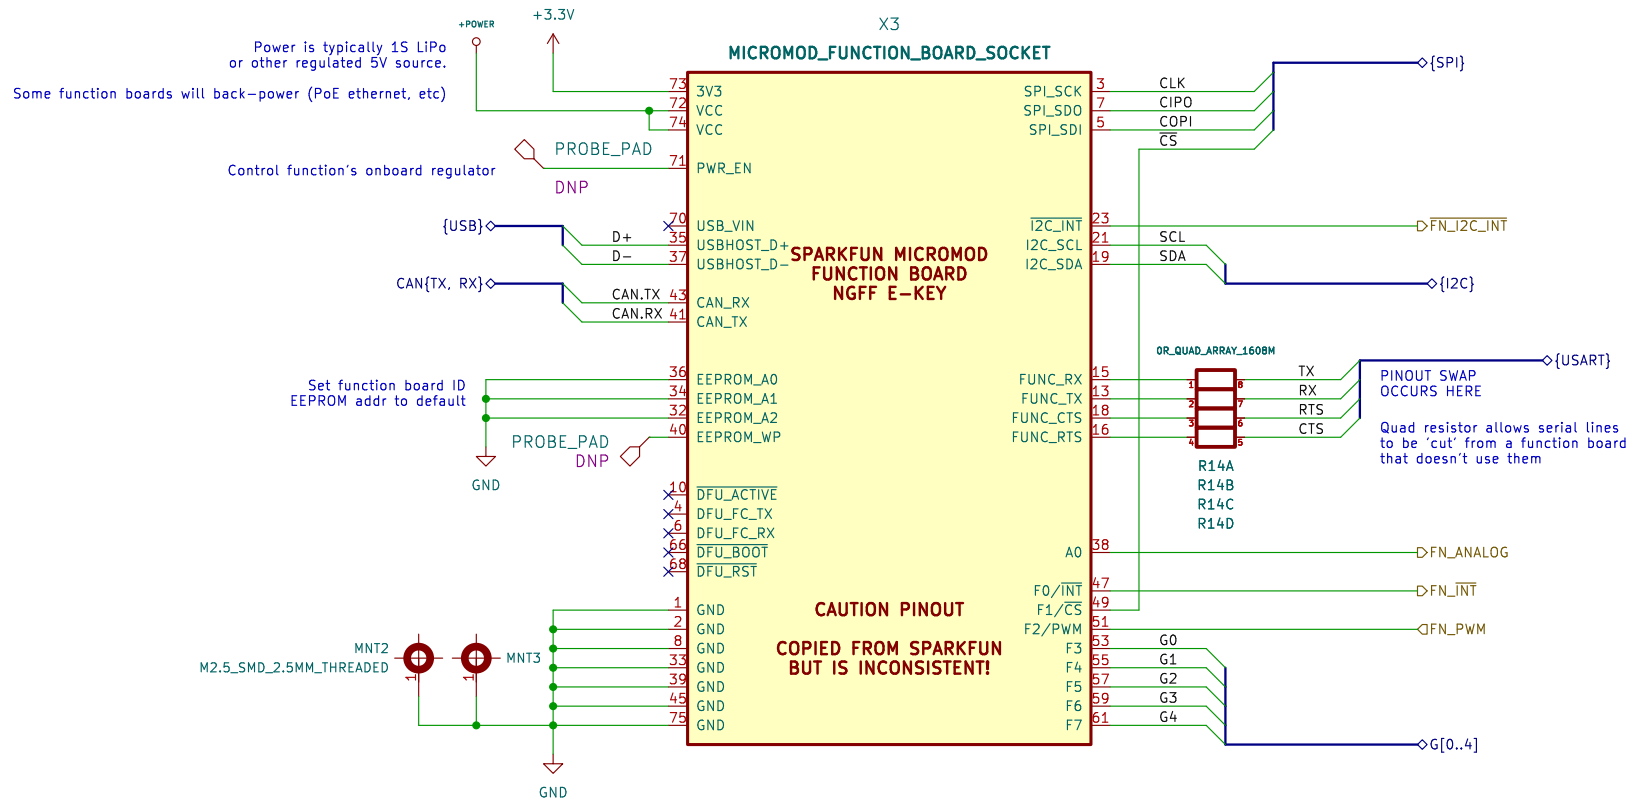 +POWER
+3.3V
X3
MICROMOD_FUNCTION_BOARD_SOCKET
Power is typically 1S LiPo
or other regulated 5V source.
Some function boards will back-power (PoE ethernet, etc)
73 3V3
72 VCC
74 VCC
PROBE_PAD
71 PWR_EN
DNP
Control function's onboard regulator
{USB}
70 USB_VIN
D+ 35 USBHOST_D+
D- 37 USBHOST_D-
CAN{TX, RX}
CAN.TX 43 CAN_RX
CAN.RX 41 CAN_TX
Set function board ID
EEPROM addr to default
36 EEPROM_A0
34 EEPROM_A1
32 EEPROM_A2
40 EEPROM_WP
PROBE_PAD
DNP
GND
10 DFU_ACTIVE
4 DFU_FC_TX
6 DFU_FC_RX
66 DFU_BOOT
68 DFU_RST
1 GND
2 GND
8 GND
33 GND
39 GND
45 GND
75 GND
MNT2
M2.5_SMD_2.5MM_THREADED
1
MNT3
1
GND
SPARKFUN MICROMOD
FUNCTION BOARD
NGFF E-KEY
CAUTION PINOUT
COPIED FROM SPARKFUN
BUT IS INCONSISTENT!
SPI_SCK 3 CLK
SPI_SDO 7 CIPO
SPI_SDI 5 COPI
CS
{SPI}
I2C_INT 23 FN_I2C_INT
I2C_SCL 21 SCL
I2C_SDA 19 SDA
{I2C}
0R_QUAD_ARRAY_1608M
{USART}
FUNC_RX 15 1 8 TX
FUNC_TX 13 2 7 RX
FUNC_CTS 18 3 6 RTS
FUNC_RTS 16 4 5 CTS
R14A
R14B
R14C
R14D
PINOUT SWAP
OCCURS HERE
Quad resistor allows serial lines
to be 'cut' from a function board
that doesn't use them
A0 38 FN_ANALOG
F0/INT 47 FN_INT
F1/CS 49
F2/PWM 51 FN_PWM
F3 53 G0
F4 55 G1
F5 57 G2
F6 59 G3
F7 61 G4
G[0..4]